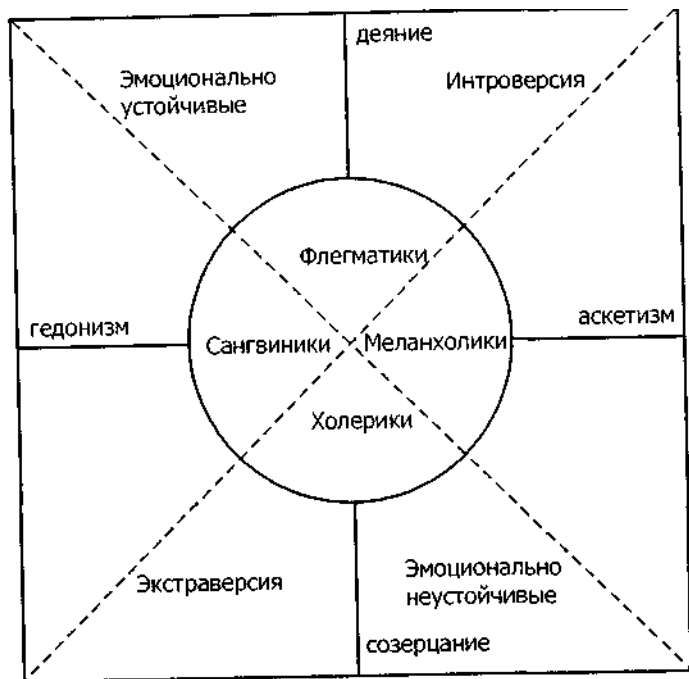 деяние
Эмоционально
устойчивые
Интроверсия
Флегматики
гедонизм
аскетизм
Сангвиники
Меланхолики
Холерики
Экстраверсия
Эмоционально
неустойчивые
созерцание